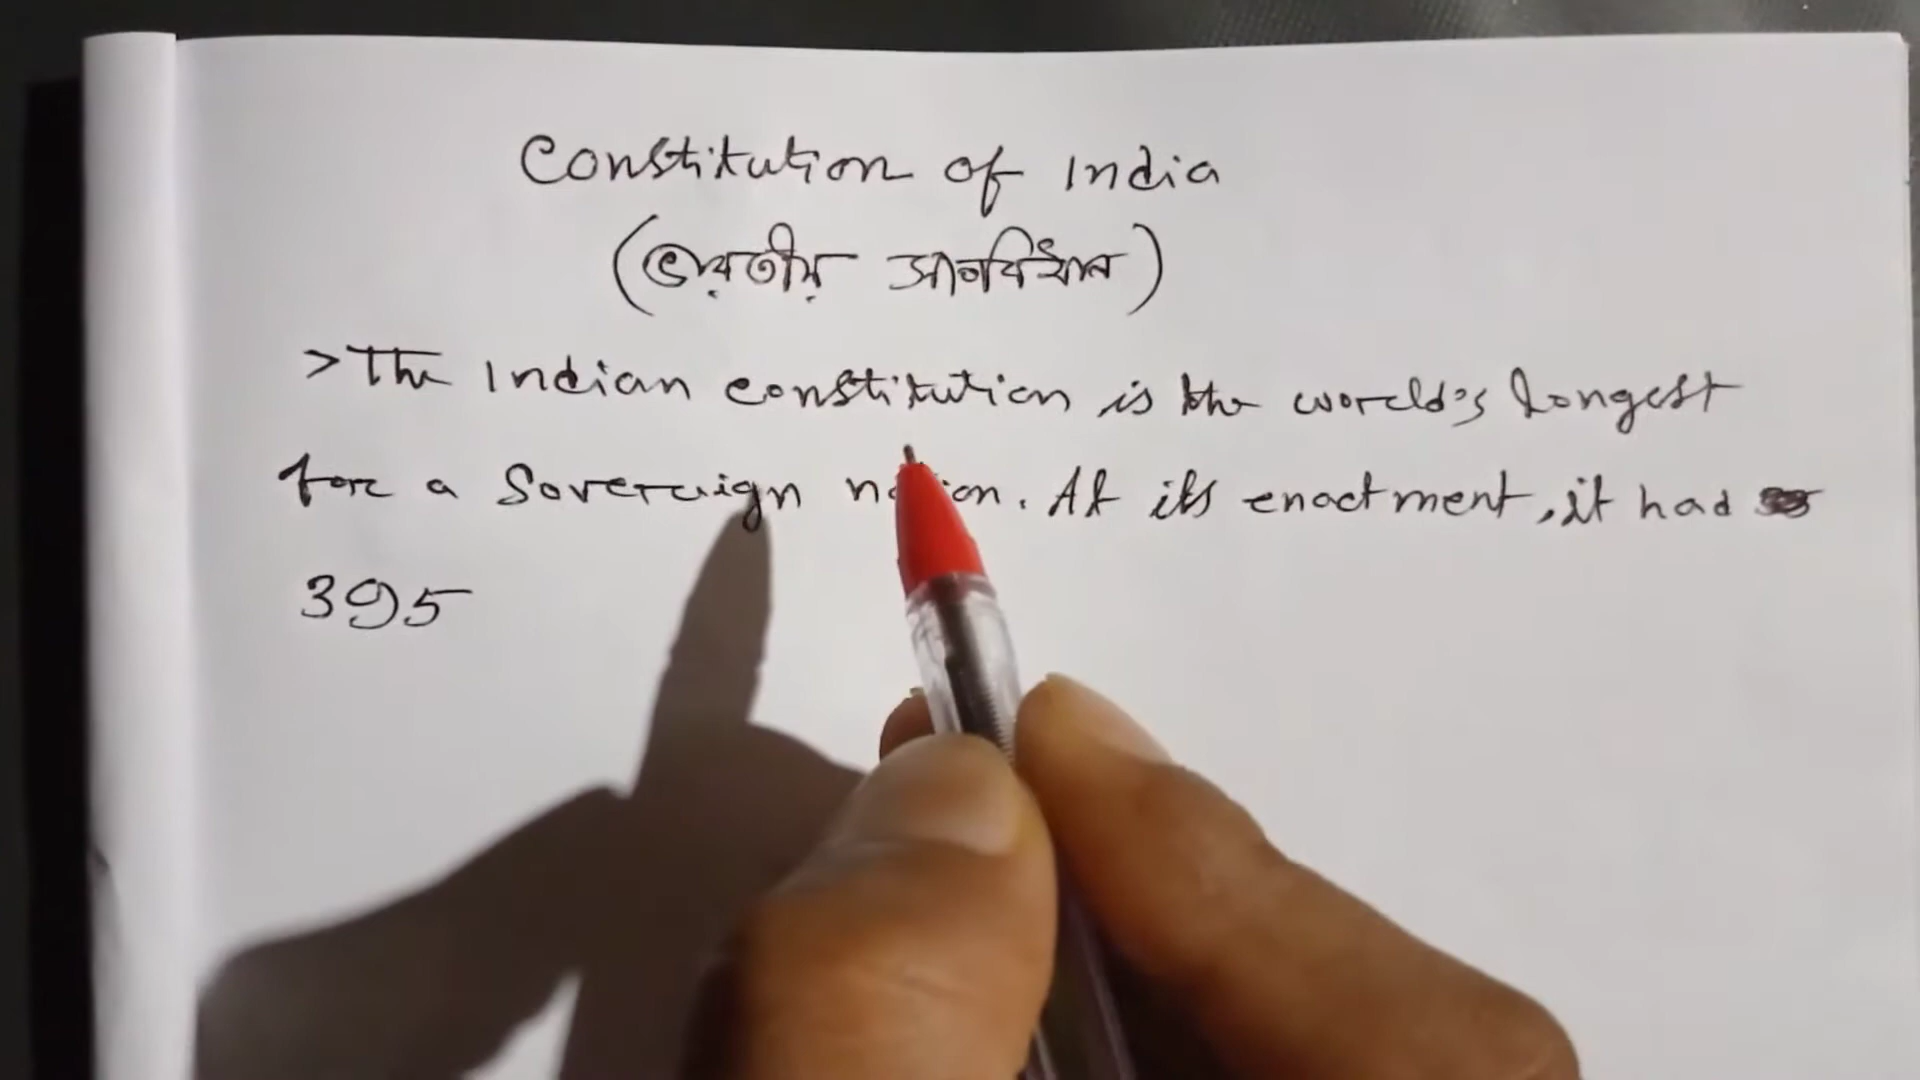 Constitution of India
(ভারতীয় সংবিধান)
>The Indian constitution is the world's longest
for a sovereign nation. At its enactment, it had
395